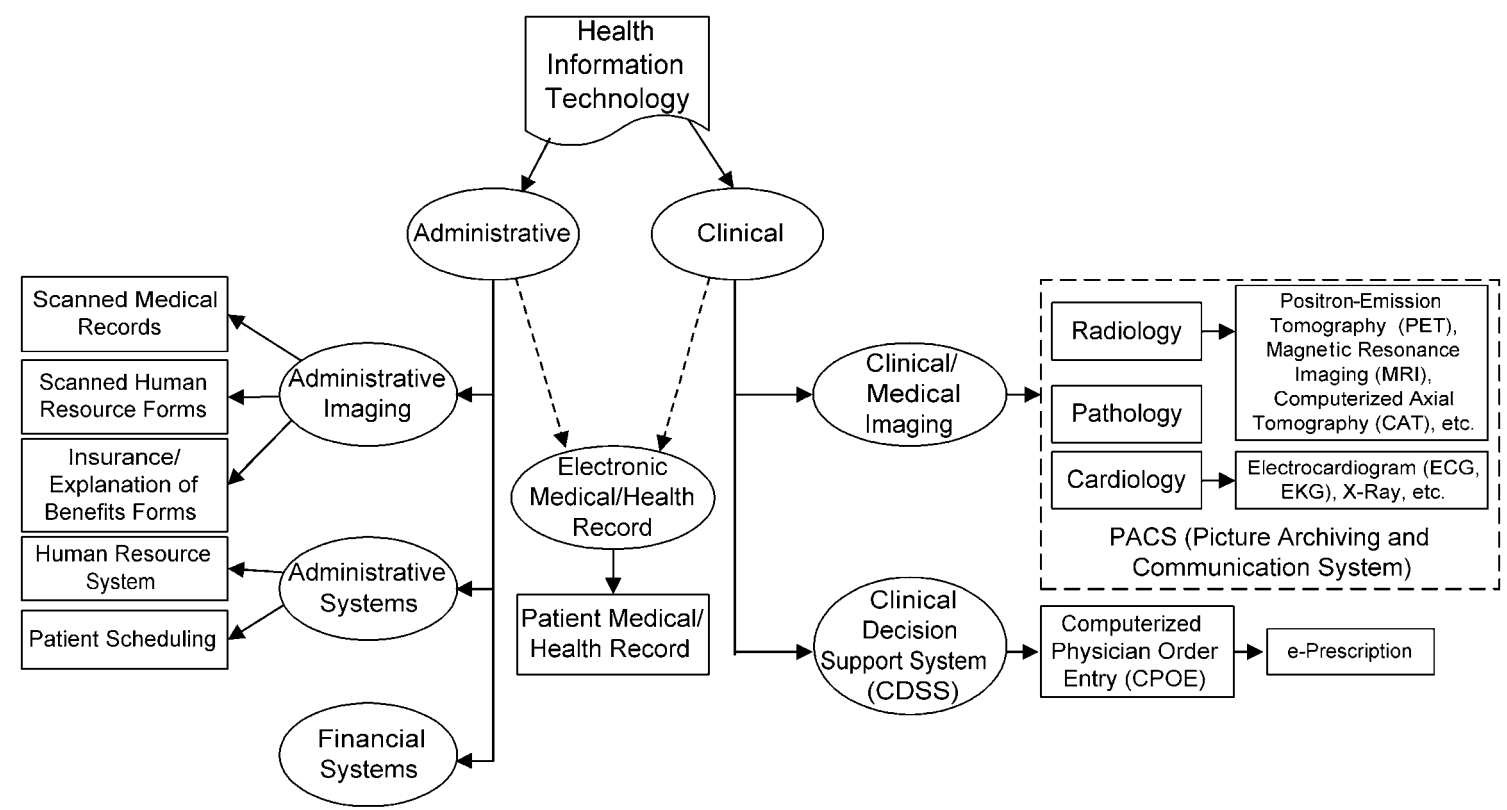 Health
Information
Technology
Administrative
Clinical
Scanned Medical
Records
Scanned Human
Resource Forms
Insurance/
Explanation of
Benefits Forms
Administrative
Imaging
Human Resource
System
Patient Scheduling
Administrative
Systems
Financial
Systems
Electronic
Medical/Health
Record
Patient Medical/
Health Record
Clinical/
Medical
Imaging
Radiology
Positron-Emission
Tomography (PET),
Magnetic Resonance
Imaging (MRI),
Computerized Axial
Tomography (CAT), etc.
Pathology
Cardiology
Electrocardiogram (ECG,
EKG), X-Ray, etc.
PACS (Picture Archiving and
Communication System)
Clinical
Decision
Support System
(CDSS)
Computerized
Physician Order
Entry (CPOE)
e-Prescription